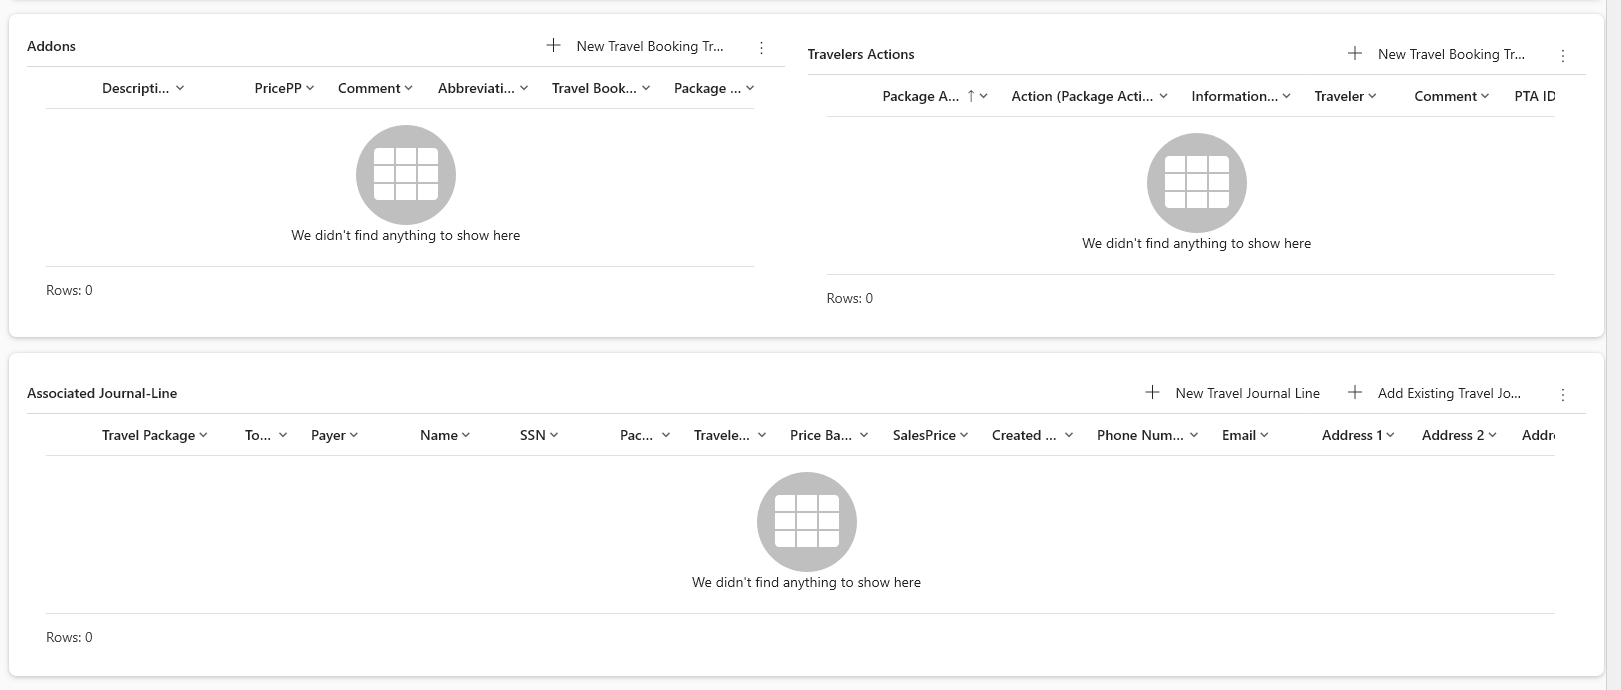 Addons
New Travel Booking Tr...
Descripti...
PricePP
Comment
Abbreviati...
Travel Book...
Package ...
We didn't find anything to show here
Rows: 0
Travelers Actions
New Travel Booking Tr...
Package A...
Action (Package Acti...
Information...
Traveler
Comment
PTA ID
We didn't find anything to show here
Rows: 0
Associated Journal-Line
New Travel Journal Line
Add Existing Travel Jo...
Travel Package
To...
Payer
Name
SSN
Pac...
Travele...
Price Ba...
SalesPrice
Created ...
Phone Num...
Email
Address 1
Address 2
Addr
We didn't find anything to show here
Rows: 0